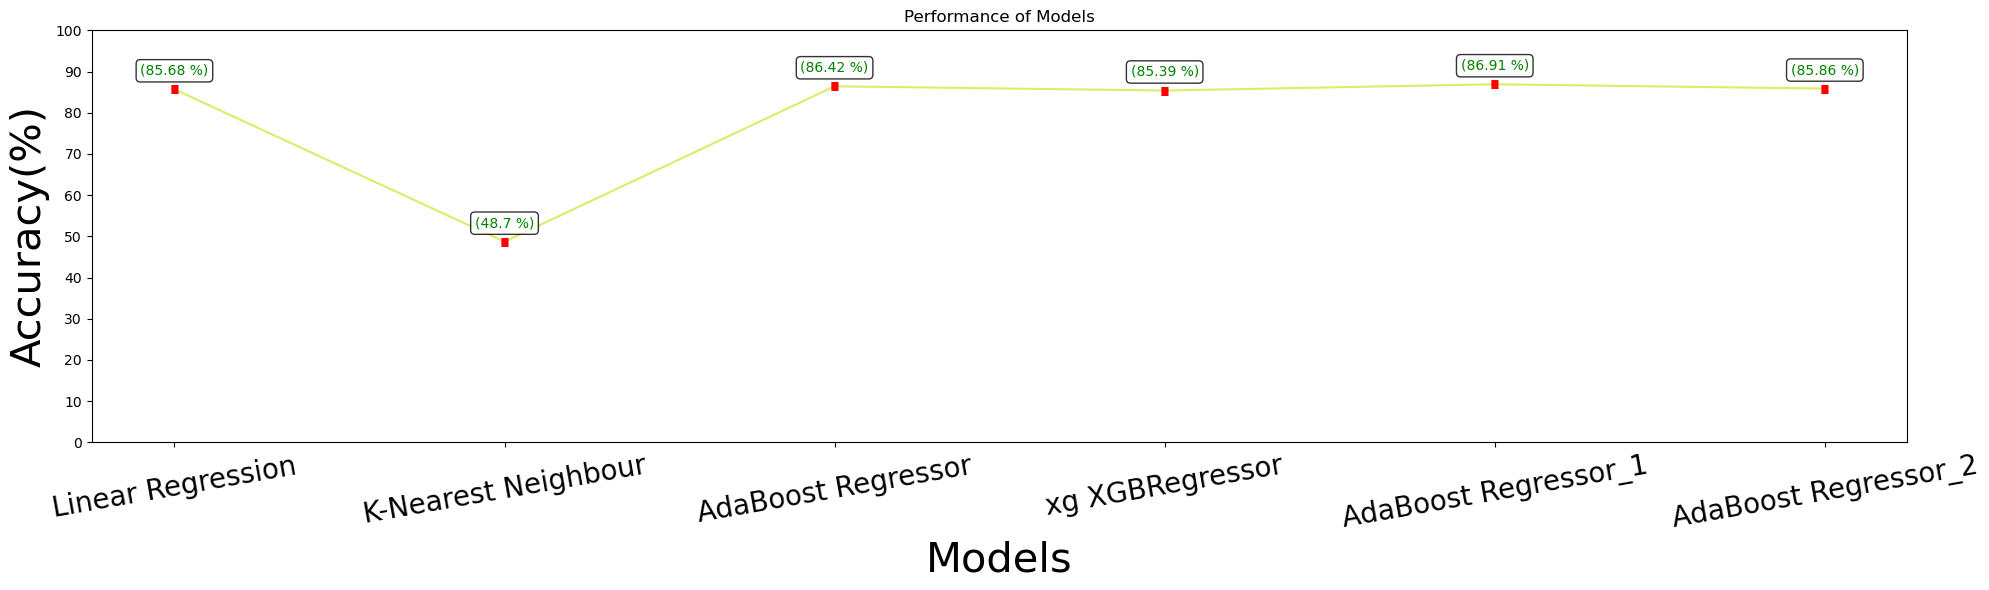 Performance of Models
Accuracy(%)
100
90
80
70
60
50
40
30
20
10
0
(85.68 %)
(48.7 %)
(86.42 %)
(85.39 %)
(86.91 %)
(85.86 %)
Linear Regression
K-Nearest Neighbour
AdaBoost Regressor
xg XGBRegressor
AdaBoost Regressor_1
AdaBoost Regressor_2
Models